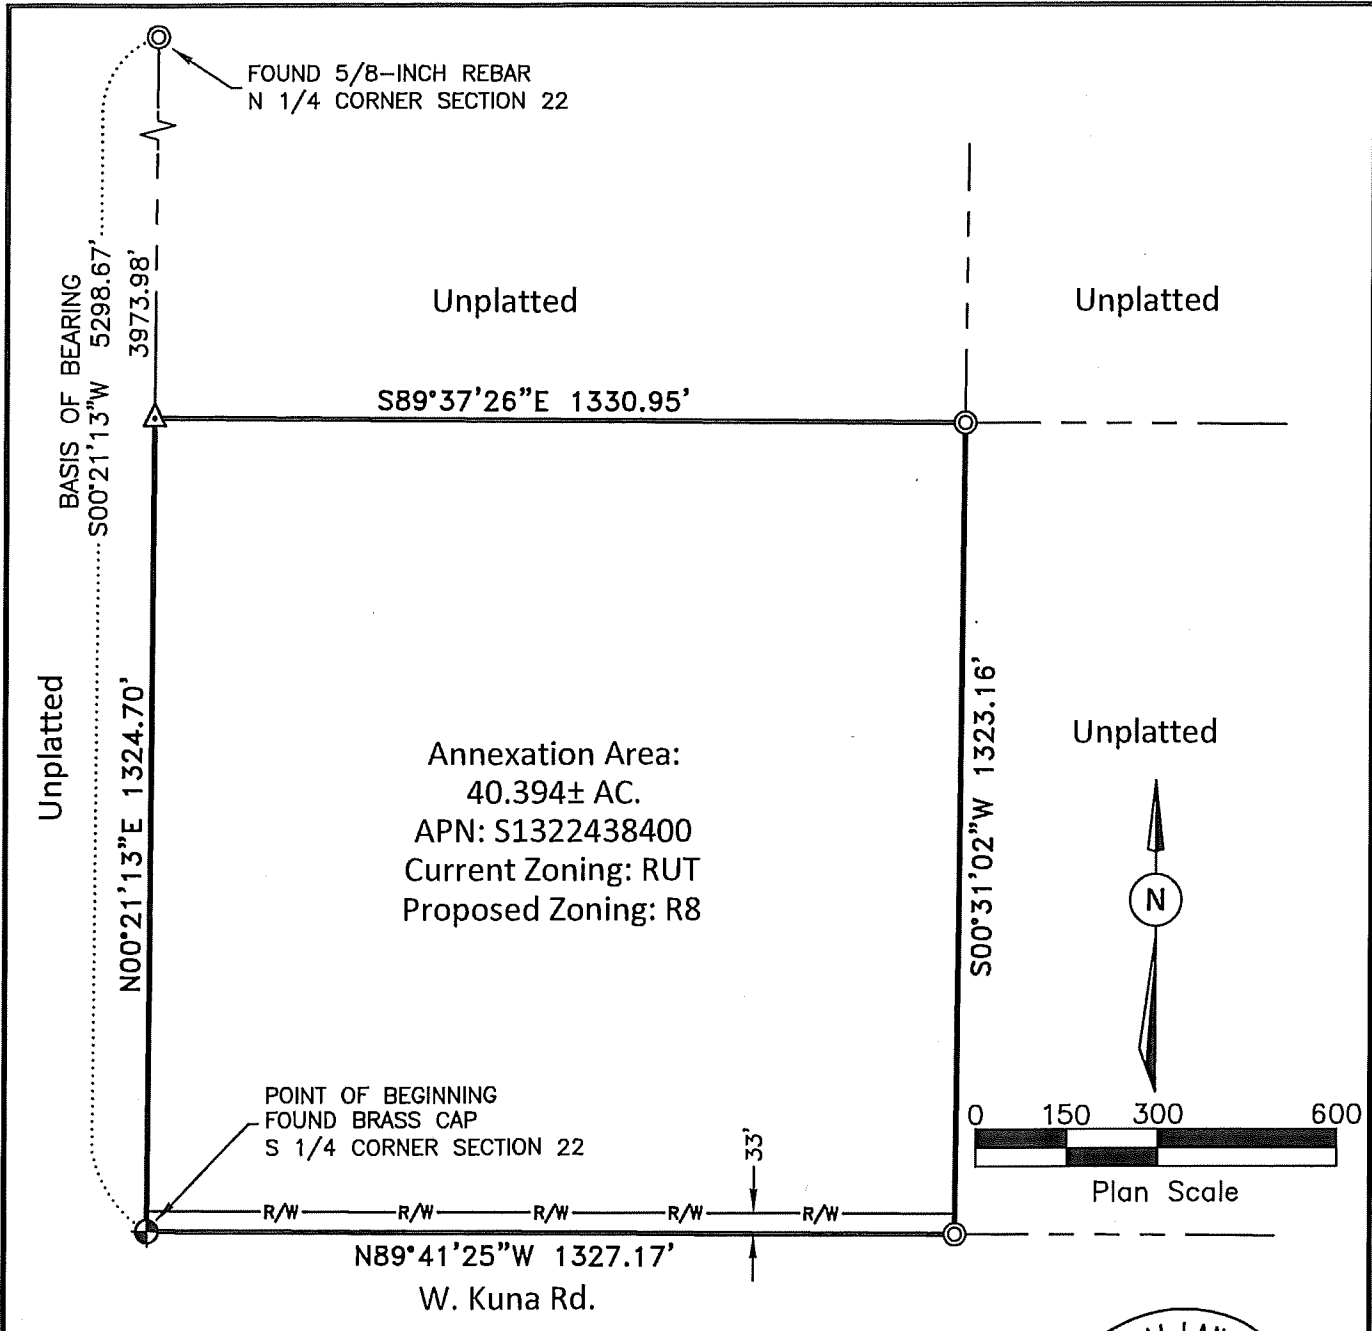 FOUND 5/8-INCH REBAR
N 1/4 CORNER SECTION 22
BASIS OF BEARING
S00°21'13"W 5298.67'
3973.98'
Unplatted
Unplatted
S89°37'26"E 1330.95'
Unplatted
N00°21'13"E 1324.70'
Annexation Area:
40.394± AC.
APN: S1322438400
Current Zoning: RUT
Proposed Zoning: R8
S00°31'02"W 1323.16'
Unplatted
N
POINT OF BEGINNING
FOUND BRASS CAP
S 1/4 CORNER SECTION 22
33'
0 150 300 600
Plan Scale
R/W R/W R/W R/W R/W
N89°41'25"W 1327.17'
W. Kuna Rd.